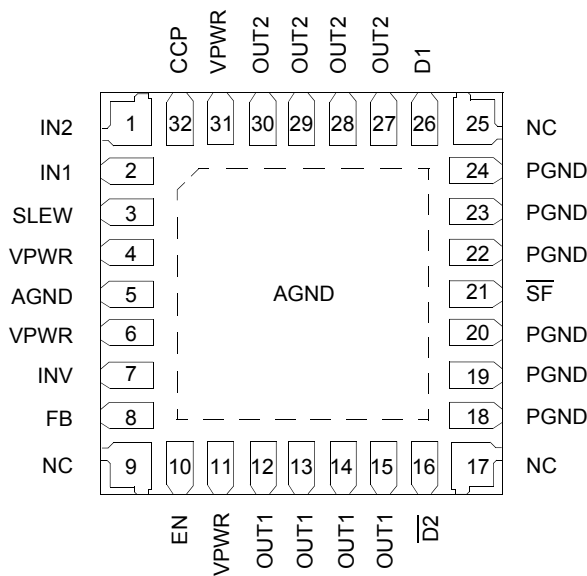 CCP VPWR OUT2 OUT2 OUT2 OUT2 D1
IN2 1 32 31 30 29 28 27 26 25 NC
IN1 2 24 PGND
SLEW 3 23 PGND
VPWR 4 22 PGND
AGND 5 AGND 21 S̅F̅
VPWR 6 20 PGND
INV 7 19 PGND
FB 8 18 PGND
NC 9 10 11 12 13 14 15 16 17 NC
EN VPWR OUT1 OUT1 OUT1 OUT1 D̅2̅